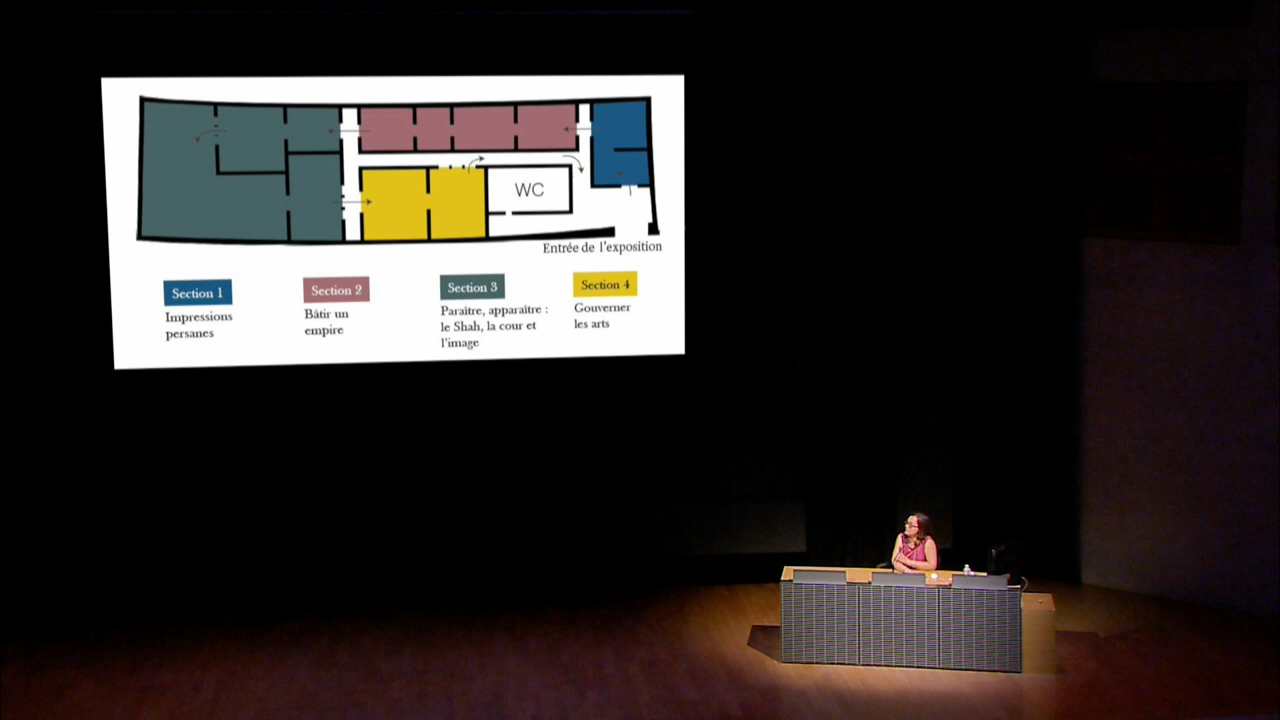 WC
Entrée de l'exposition
Section 1
Impressions
persanes
Section 2
Bâtir un
empire
Section 3
Paraître, apparaître :
le Shah, la cour et
l'image
Section 4
Gouverner
les arts